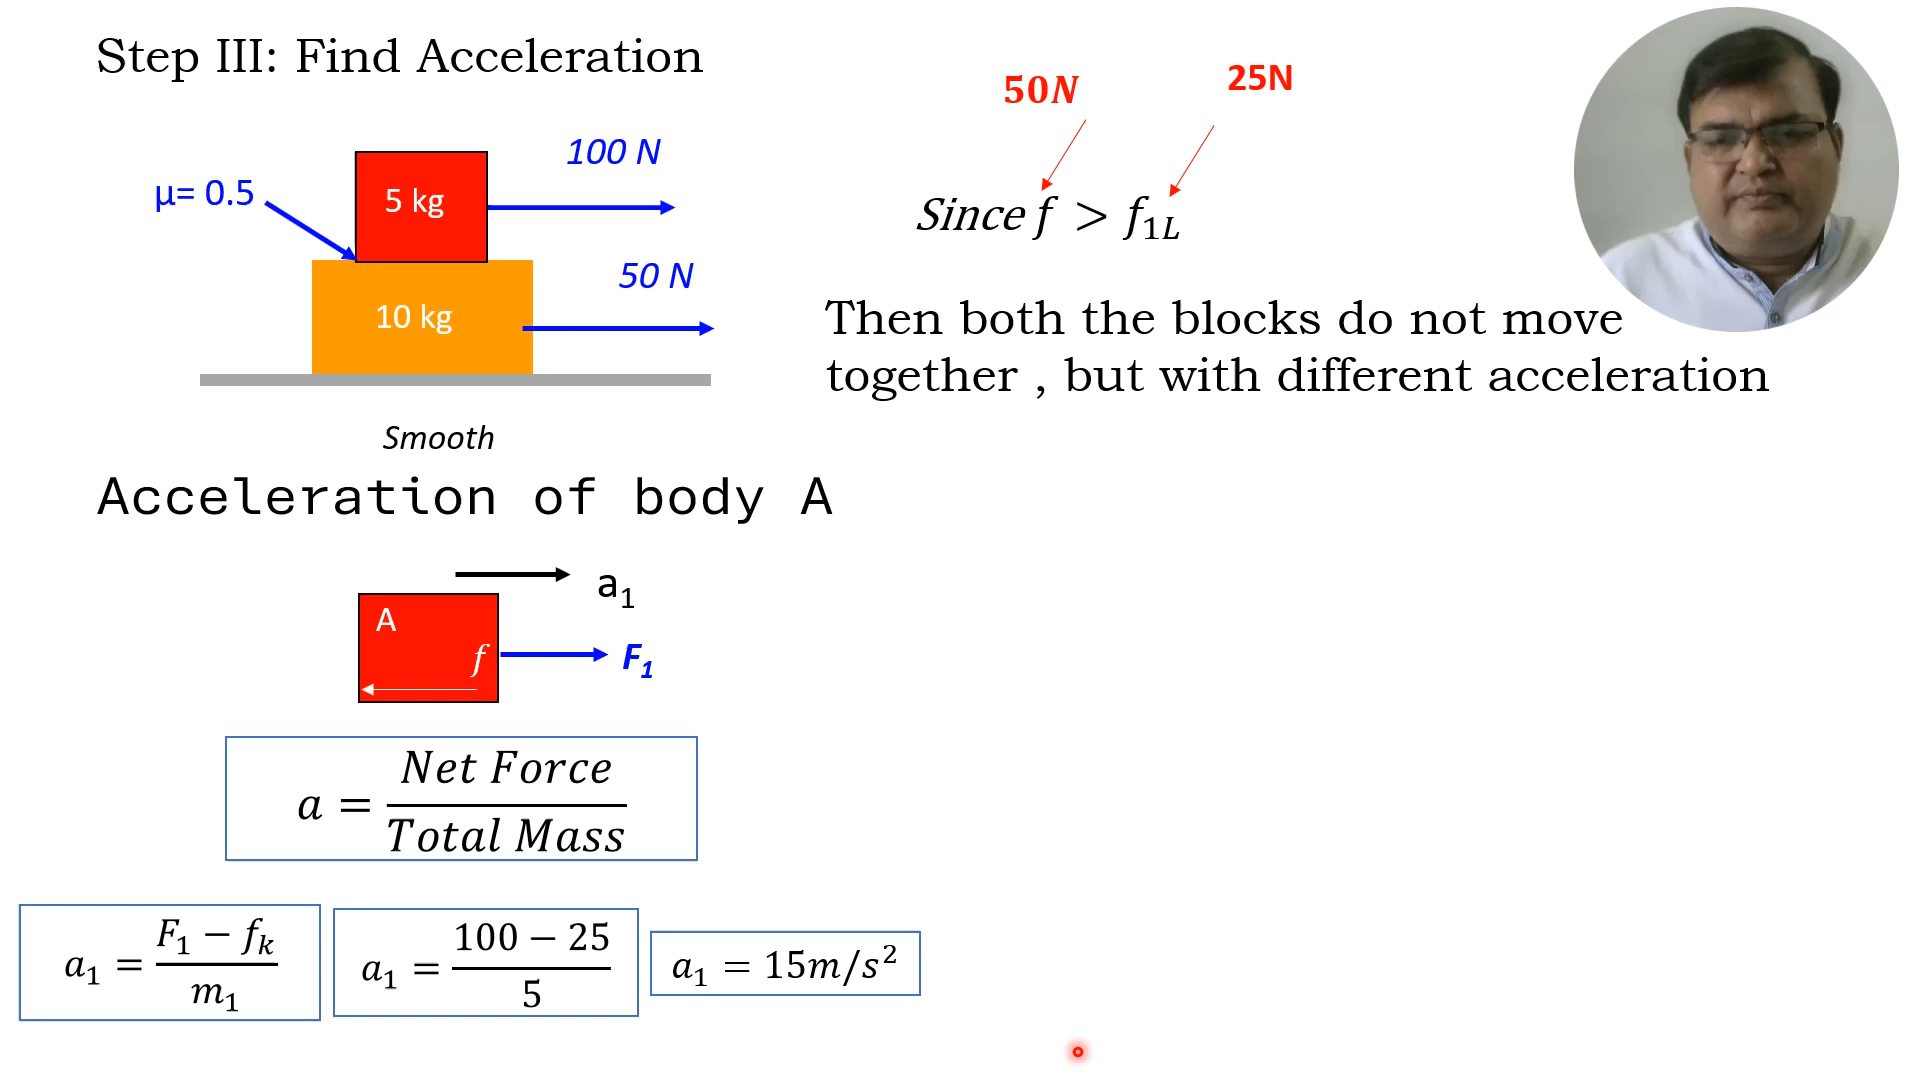 Step III: Find Acceleration
50N
25N
100 N
μ= 0.5
5 kg
Since f > f1L
50 N
10 kg
Then both the blocks do not move
together , but with different acceleration
Smooth
Acceleration of body A
a1
A
f
F1
a = Net Force / Total Mass
a1 = F1 − fk / m1
a1 = 100 − 25 / 5
a1 = 15m/s²